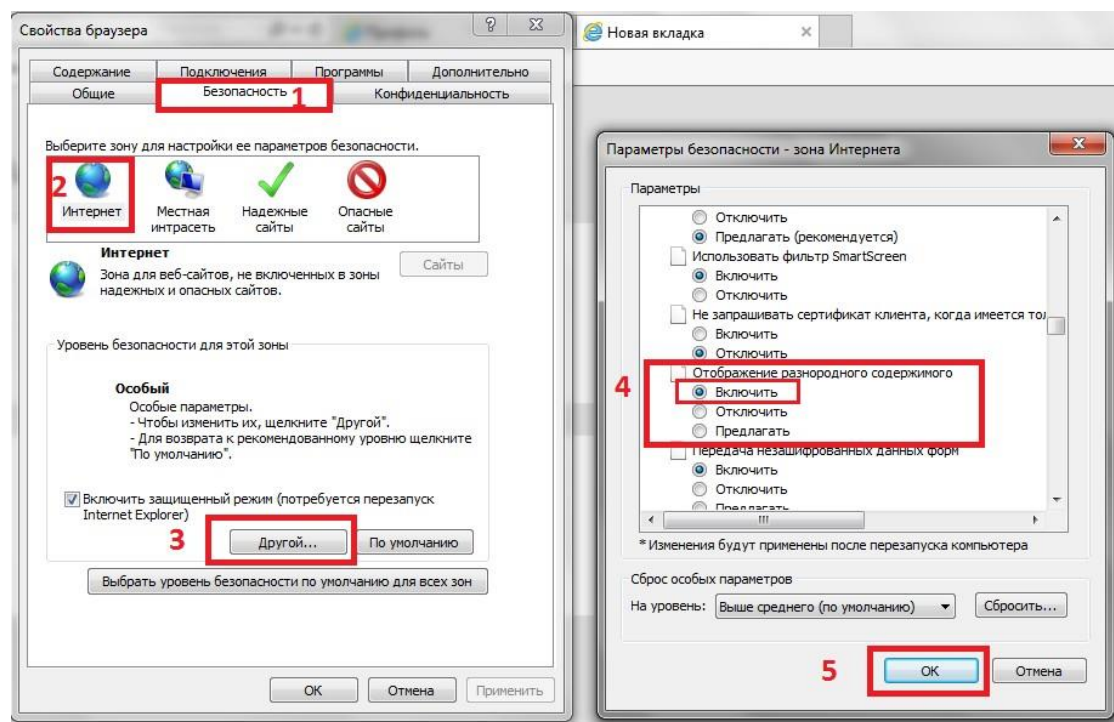 Свойства браузера
Содержание
Подключения
Программы
Дополнительно
Общие
Безопасность
1
Конфиденциальность
Выберите зону для настройки ее параметров безопасности.
2
Интернет
Местная
интрасеть
Надежные
сайты
Опасные
сайты
Интернет
Зона для веб-сайтов, не включенных в зоны
надежных и опасных сайтов.
Сайты
Уровень безопасности для этой зоны
Особый
Особые параметры.
- Чтобы изменить их, щелкните "Другой".
- Для возврата к рекомендованному уровню щелкните
"По умолчанию".
Включить защищенный режим (потребуется перезапуск
Internet Explorer)
3
Другой...
По умолчанию
Выбрать уровень безопасности по умолчанию для всех зон
ОК
Отмена
Применить
Новая вкладка
Параметры безопасности - зона Интернета
Параметры
Отключить
Предлагать (рекомендуется)
Использовать фильтр SmartScreen
Включить
Отключить
Не запрашивать сертификат клиента, когда имеется тол
Включить
Отключить
4
Отображение разнородного содержимого
Включить
Отключить
Предлагать
Передача незашифрованных данных форм
Включить
Отключить
Предлагать
*Изменения будут применены после перезапуска компьютера
Сброс особых параметров
На уровень:
Выше среднего (по умолчанию)
Сбросить...
5
ОК
Отмена